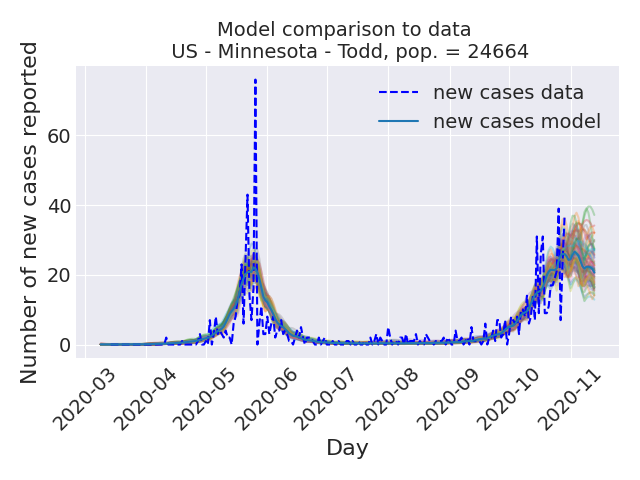 Model comparison to data
US - Minnesota - Todd, pop. = 24664
Number of new cases reported
60
40
20
0
new cases data
new cases model
2020-03
2020-04
2020-05
2020-06
2020-07
2020-08
2020-09
2020-10
2020-11
Day